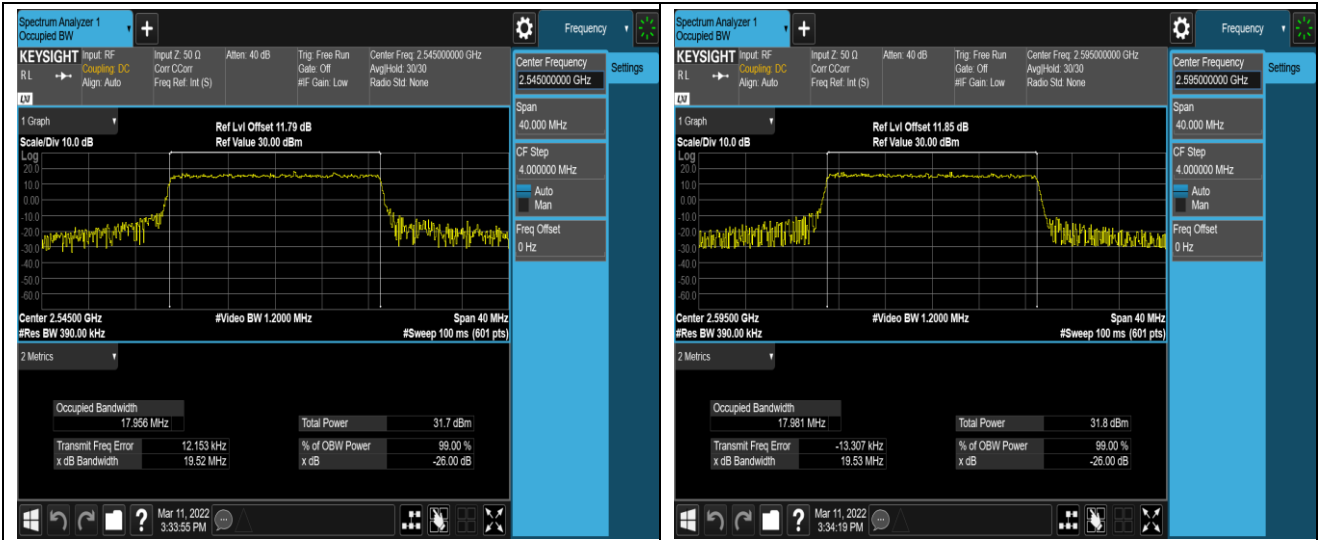 Spectrum Analyzer 1
Occupied BW
+
Frequency
KEYSIGHT Input: RF Input Z: 50 Ω Atten: 40 dB Trig: Free Run Center Freq: 2.545000000 GHz
RL Coupling: DC Corr CCorr Gate: Off Avg|Hold: 30/30
Align: Auto Freq Ref: Int (S) #IF Gain: Low Radio Std: None
LXI
Center Frequency
2.545000000 GHz
Settings
Span
40.000 MHz
CF Step
4.000000 MHz
Auto
Man
Freq Offset
0 Hz
1 Graph
Ref Lvl Offset 11.79 dB
Scale/Div 10.0 dB Ref Value 30.00 dBm
Log
20.0
10.0
0.00
-10.0
-20.0
-30.0
-40.0
-50.0
-60.0
Center 2.54500 GHz #Video BW 1.2000 MHz Span 40 MHz
#Res BW 390.00 kHz #Sweep 100 ms (601 pts)
2 Metrics
Occupied Bandwidth
17.956 MHz Total Power 31.7 dBm
Transmit Freq Error 12.153 kHz % of OBW Power 99.00 %
x dB Bandwidth 19.52 MHz x dB -26.00 dB
?
Mar 11, 2022
3:33:55 PM
Spectrum Analyzer 1
Occupied BW
+
Frequency
KEYSIGHT Input: RF Input Z: 50 Ω Atten: 40 dB Trig: Free Run Center Freq: 2.595000000 GHz
RL Coupling: DC Corr CCorr Gate: Off Avg|Hold: 30/30
Align: Auto Freq Ref: Int (S) #IF Gain: Low Radio Std: None
LXI
Center Frequency
2.595000000 GHz
Settings
Span
40.000 MHz
CF Step
4.000000 MHz
Auto
Man
Freq Offset
0 Hz
1 Graph
Ref Lvl Offset 11.85 dB
Scale/Div 10.0 dB Ref Value 30.00 dBm
Log
20.0
10.0
0.00
-10.0
-20.0
-30.0
-40.0
-50.0
-60.0
Center 2.59500 GHz #Video BW 1.2000 MHz Span 40 MHz
#Res BW 390.00 kHz #Sweep 100 ms (601 pts)
2 Metrics
Occupied Bandwidth
17.981 MHz Total Power 31.8 dBm
Transmit Freq Error -13.307 kHz % of OBW Power 99.00 %
x dB Bandwidth 19.53 MHz x dB -26.00 dB
?
Mar 11, 2022
3:34:19 PM